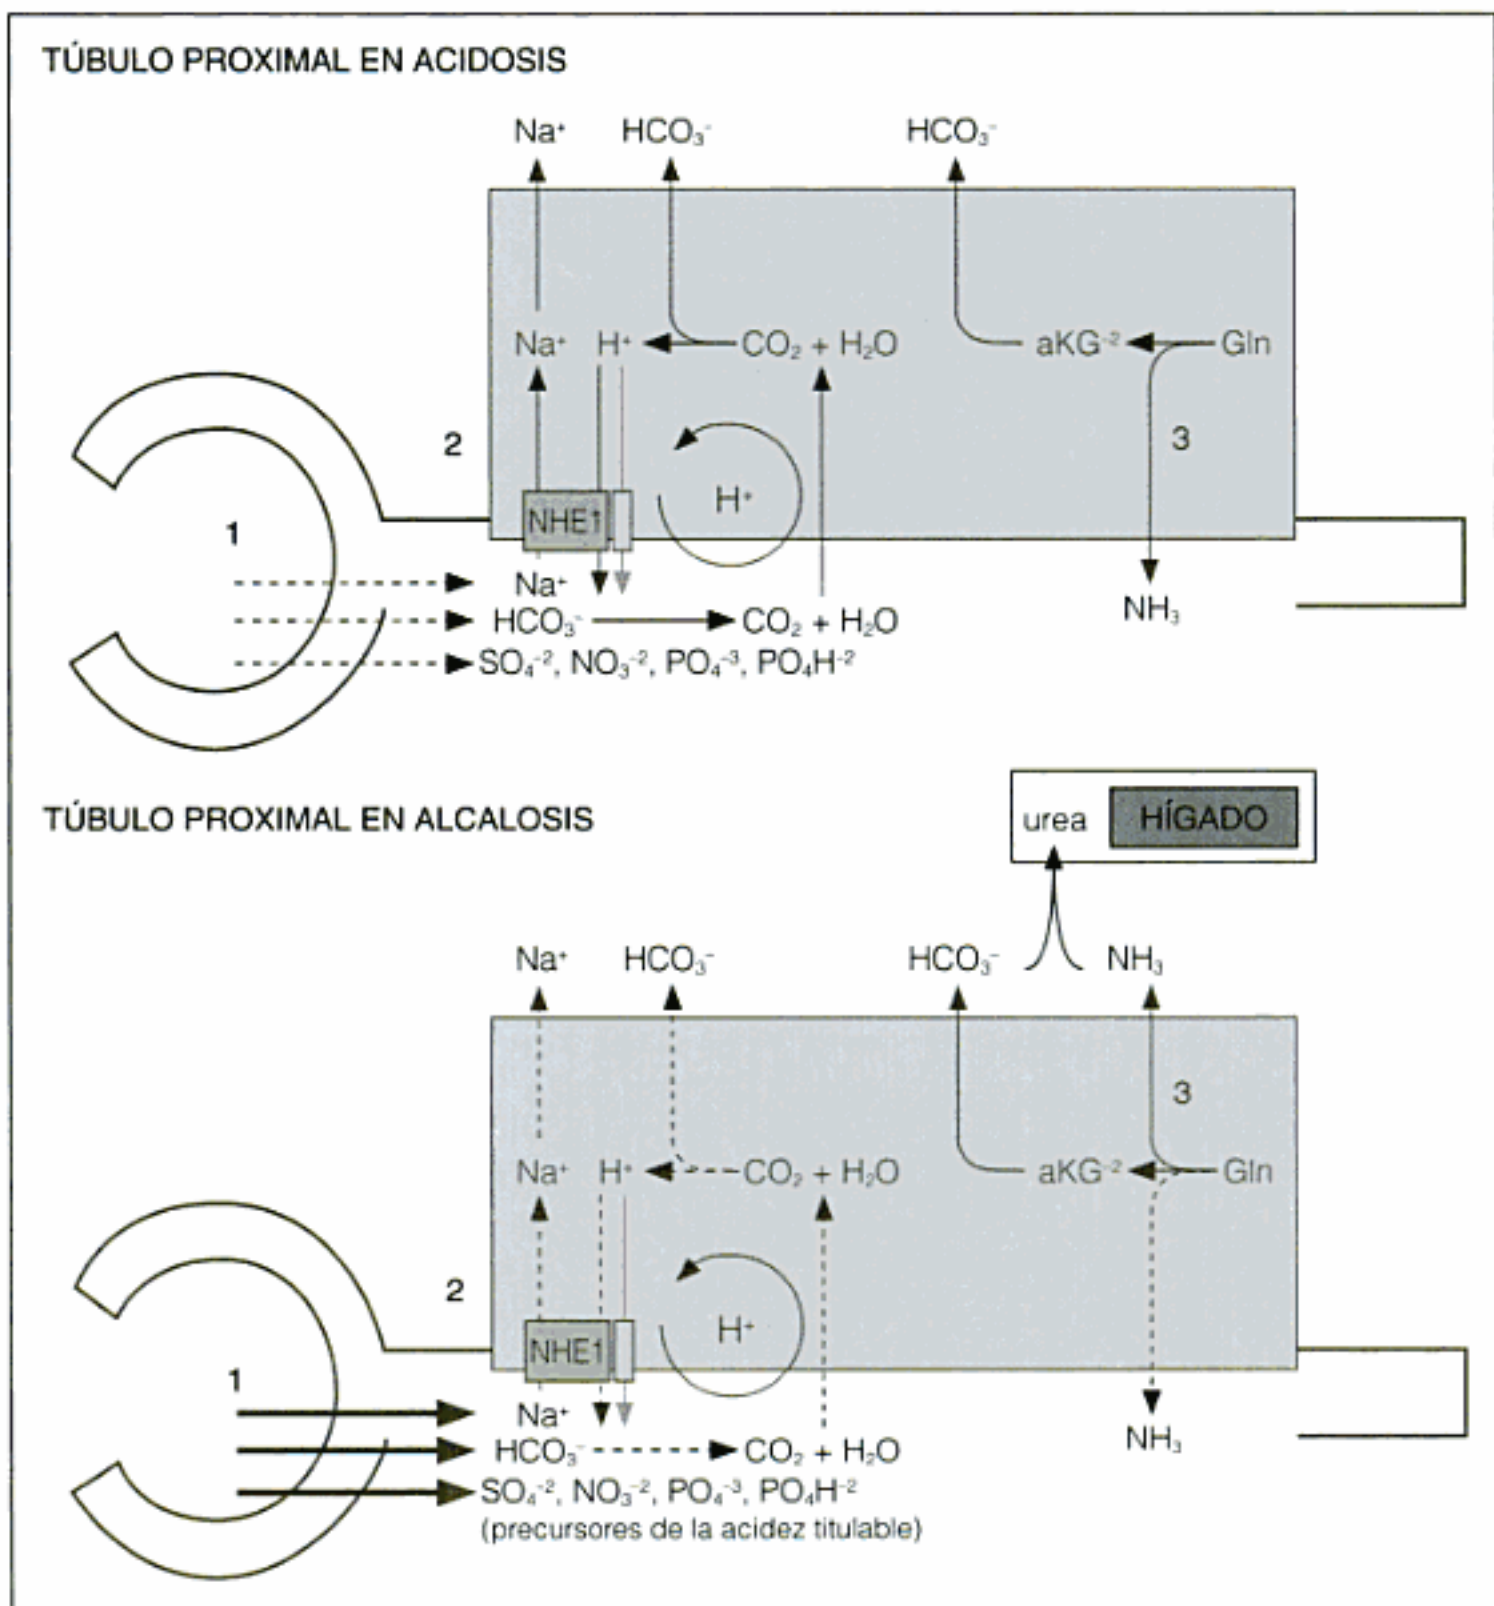 TÚBULO PROXIMAL EN ACIDOSIS
Na⁺ HCO₃⁻ HCO₃⁻
Na⁺ H⁺ CO₂ + H₂O aKG⁻² Gln
2 3
H⁺
1 NHE1
Na⁺
HCO₃⁻ CO₂ + H₂O NH₃
SO₄⁻², NO₃⁻², PO₄⁻³, PO₄H⁻²
TÚBULO PROXIMAL EN ALCALOSIS
urea HÍGADO
Na⁺ HCO₃⁻ HCO₃⁻ NH₃
3
Na⁺ H⁺ CO₂ + H₂O aKG⁻² Gln
2
H⁺
NHE1
1
Na⁺
HCO₃⁻ CO₂ + H₂O NH₃
SO₄⁻², NO₃⁻², PO₄⁻³, PO₄H⁻²
(precursores de la acidez titulable)